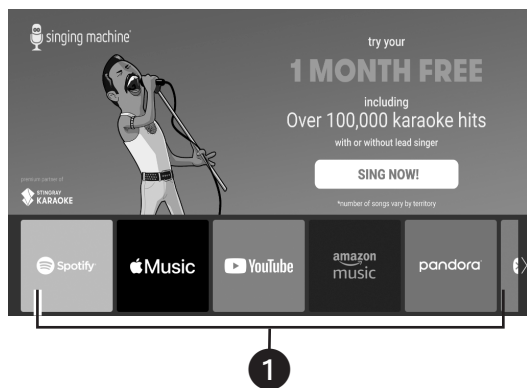 singing machine®
try your
1 MONTH FREE
including
Over 100,000 karaoke hits
with or without lead singer
SING NOW!
*number of songs vary by territory
premium partner of
STINGRAY
KARAOKE
Spotify®
Music
YouTube
amazon
music
pandora®
1